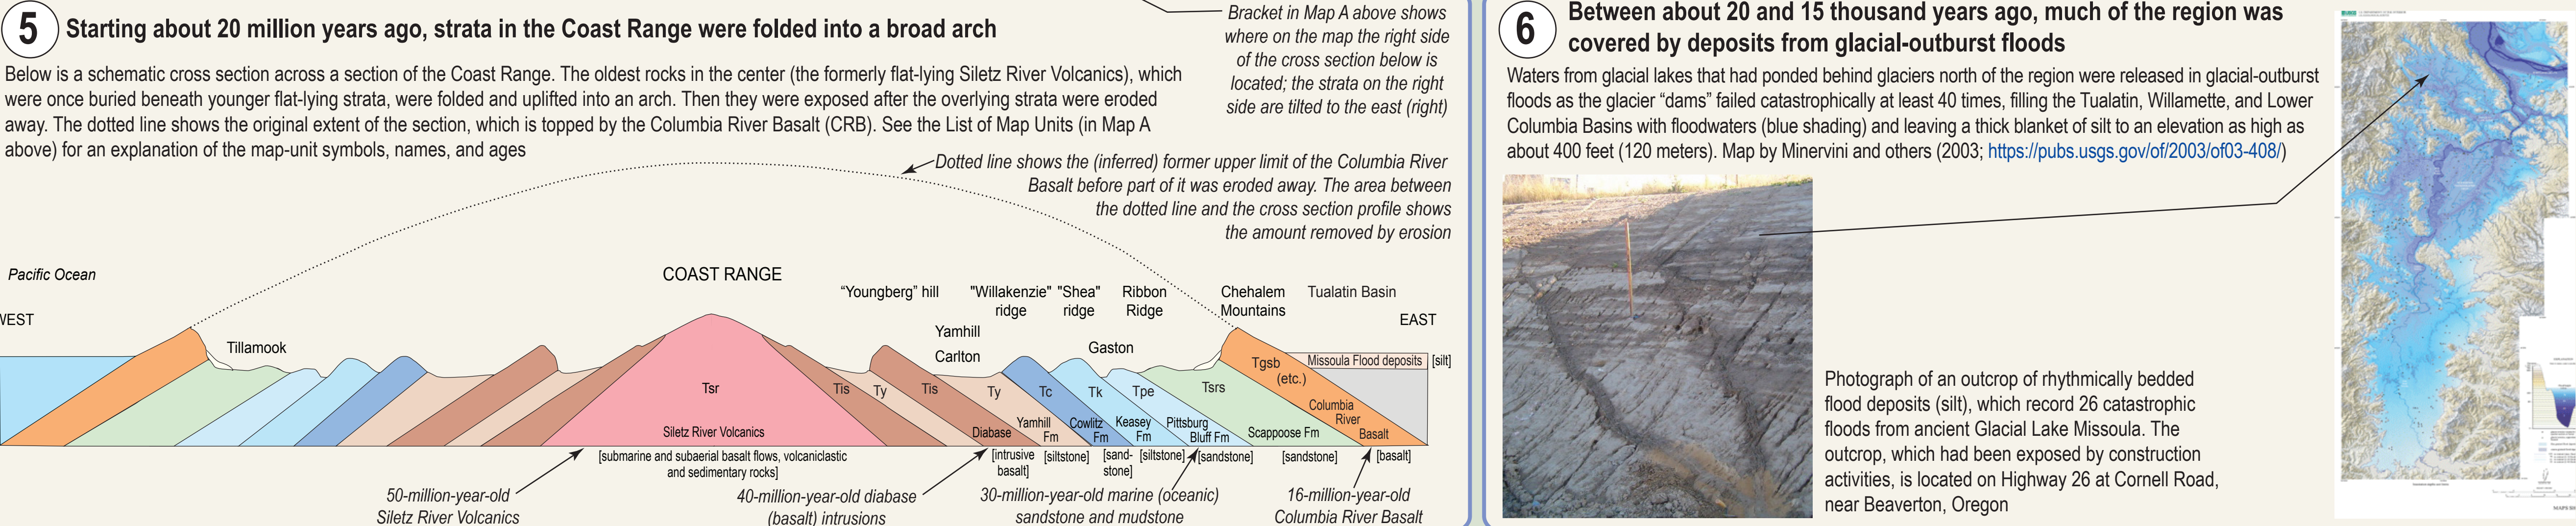 5 Starting about 20 million years ago, strata in the Coast Range were folded into a broad arch
Below is a schematic cross section across a section of the Coast Range. The oldest rocks in the center (the formerly flat-lying Siletz River Volcanics), which
were once buried beneath younger flat-lying strata, were folded and uplifted into an arch. Then they were exposed after the overlying strata were eroded
away. The dotted line shows the original extent of the section, which is topped by the Columbia River Basalt (CRB). See the List of Map Units (in Map A
above) for an explanation of the map-unit symbols, names, and ages
Bracket in Map A above shows
where on the map the right side
of the cross section below is
located; the strata on the right
side are tilted to the east (right)
Dotted line shows the (inferred) former upper limit of the Columbia River
Basalt before part of it was eroded away. The area between
the dotted line and the cross section profile shows
the amount removed by erosion
Pacific Ocean
WEST
Tillamook
COAST RANGE
"Youngberg" hill
Yamhill
Carlton
"Willakenzie"
ridge
"Shea"
ridge
Ribbon
Ridge
Gaston
Chehalem
Mountains
Tualatin Basin
EAST
Tsr
Tis
Ty
Tis
Ty
Tc
Tk
Tpe
Tsrs
Tgsb
(etc.)
Missoula Flood deposits
[silt]
Siletz River Volcanics
Diabase
Yamhill
Fm
Cowlitz
Fm
Keasey
Fm
Pittsburg
Bluff Fm
Scappoose Fm
Columbia
River
Basalt
[submarine and subaerial basalt flows, volcaniclastic
and sedimentary rocks]
[intrusive
basalt]
[siltstone]
[sand-
stone]
[siltstone]
[sandstone]
[sandstone]
[basalt]
50-million-year-old
Siletz River Volcanics
40-million-year-old diabase
(basalt) intrusions
30-million-year-old marine (oceanic)
sandstone and mudstone
16-million-year-old
Columbia River Basalt
6 Between about 20 and 15 thousand years ago, much of the region was
covered by deposits from glacial-outburst floods
Waters from glacial lakes that had ponded behind glaciers north of the region were released in glacial-outburst
floods as the glacier "dams" failed catastrophically at least 40 times, filling the Tualatin, Willamette, and Lower
Columbia Basins with floodwaters (blue shading) and leaving a thick blanket of silt to an elevation as high as
about 400 feet (120 meters). Map by Minervini and others (2003; https://pubs.usgs.gov/of/2003/of03-408/)
Photograph of an outcrop of rhythmically bedded
flood deposits (silt), which record 26 catastrophic
floods from ancient Glacial Lake Missoula. The
outcrop, which had been exposed by construction
activities, is located on Highway 26 at Cornell Road,
near Beaverton, Oregon